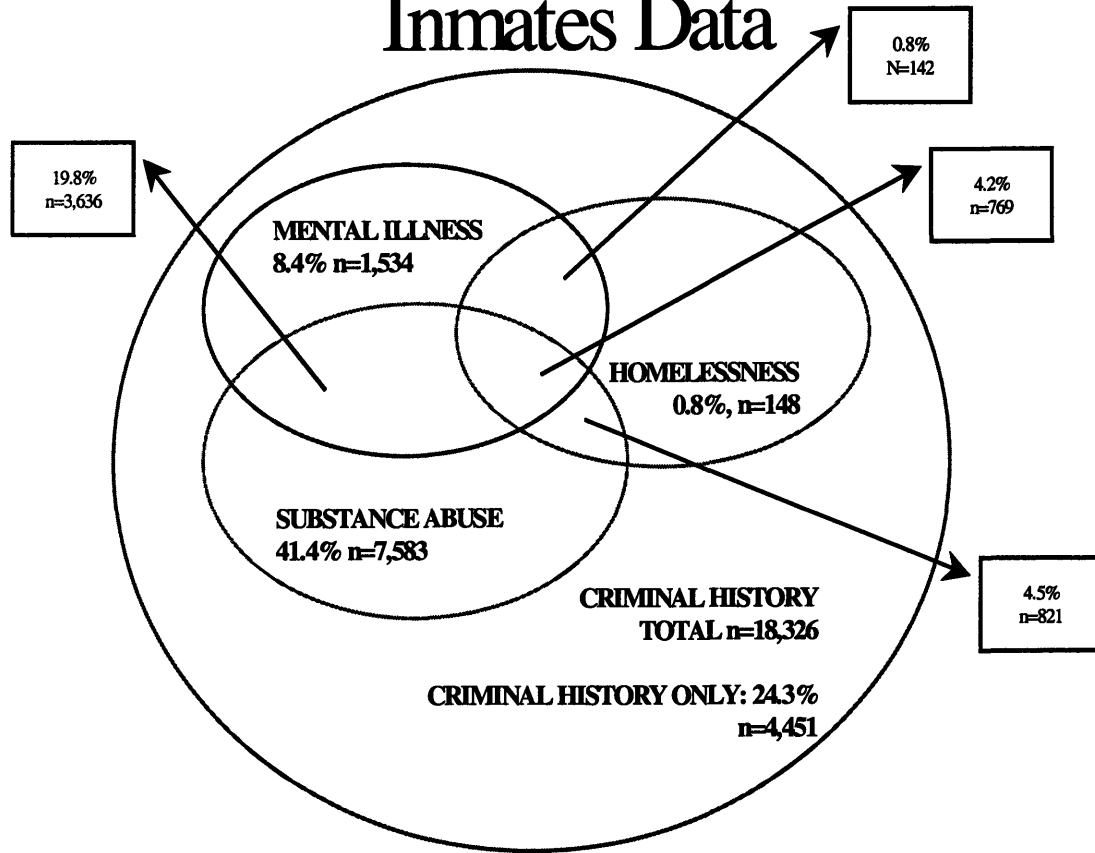 Inmates Data
0.8%
N=142
19.8%
n=3,636
4.2%
n=769
MENTAL ILLNESS
8.4% n=1,534
HOMELESSNESS
0.8%, n=148
SUBSTANCE ABUSE
41.4% n=7,583
4.5%
n=821
CRIMINAL HISTORY
TOTAL n=18,326
CRIMINAL HISTORY ONLY: 24.3%
n=4,451